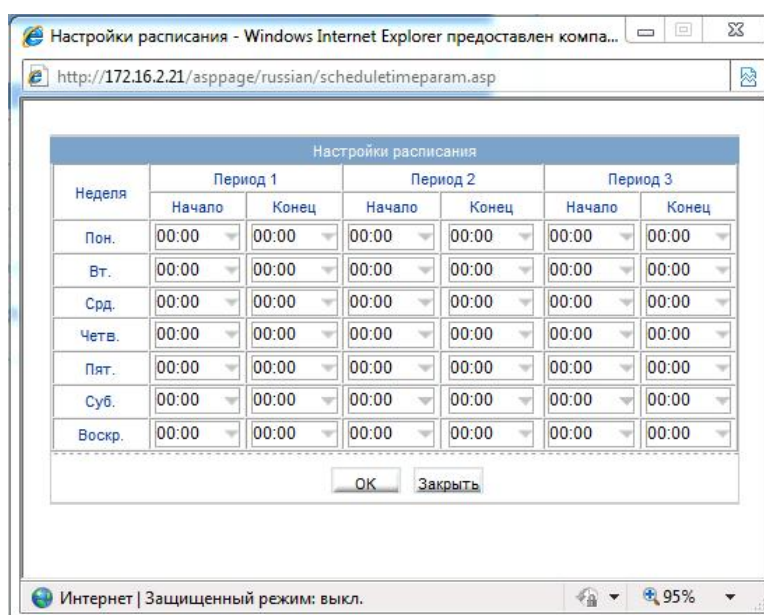 Настройки расписания - Windows Internet Explorer предоставлен компа...
http://172.16.2.21/asppage/russian/scheduletimeparam.asp
Настройки расписания
Неделя Период 1 Период 2 Период 3
Начало Конец Начало Конец Начало Конец
Пон. 00:00 00:00 00:00 00:00 00:00 00:00
Вт. 00:00 00:00 00:00 00:00 00:00 00:00
Срд. 00:00 00:00 00:00 00:00 00:00 00:00
Четв. 00:00 00:00 00:00 00:00 00:00 00:00
Пят. 00:00 00:00 00:00 00:00 00:00 00:00
Суб. 00:00 00:00 00:00 00:00 00:00 00:00
Воскр. 00:00 00:00 00:00 00:00 00:00 00:00
OK Закрыть
Интернет | Защищенный режим: выкл. 95%